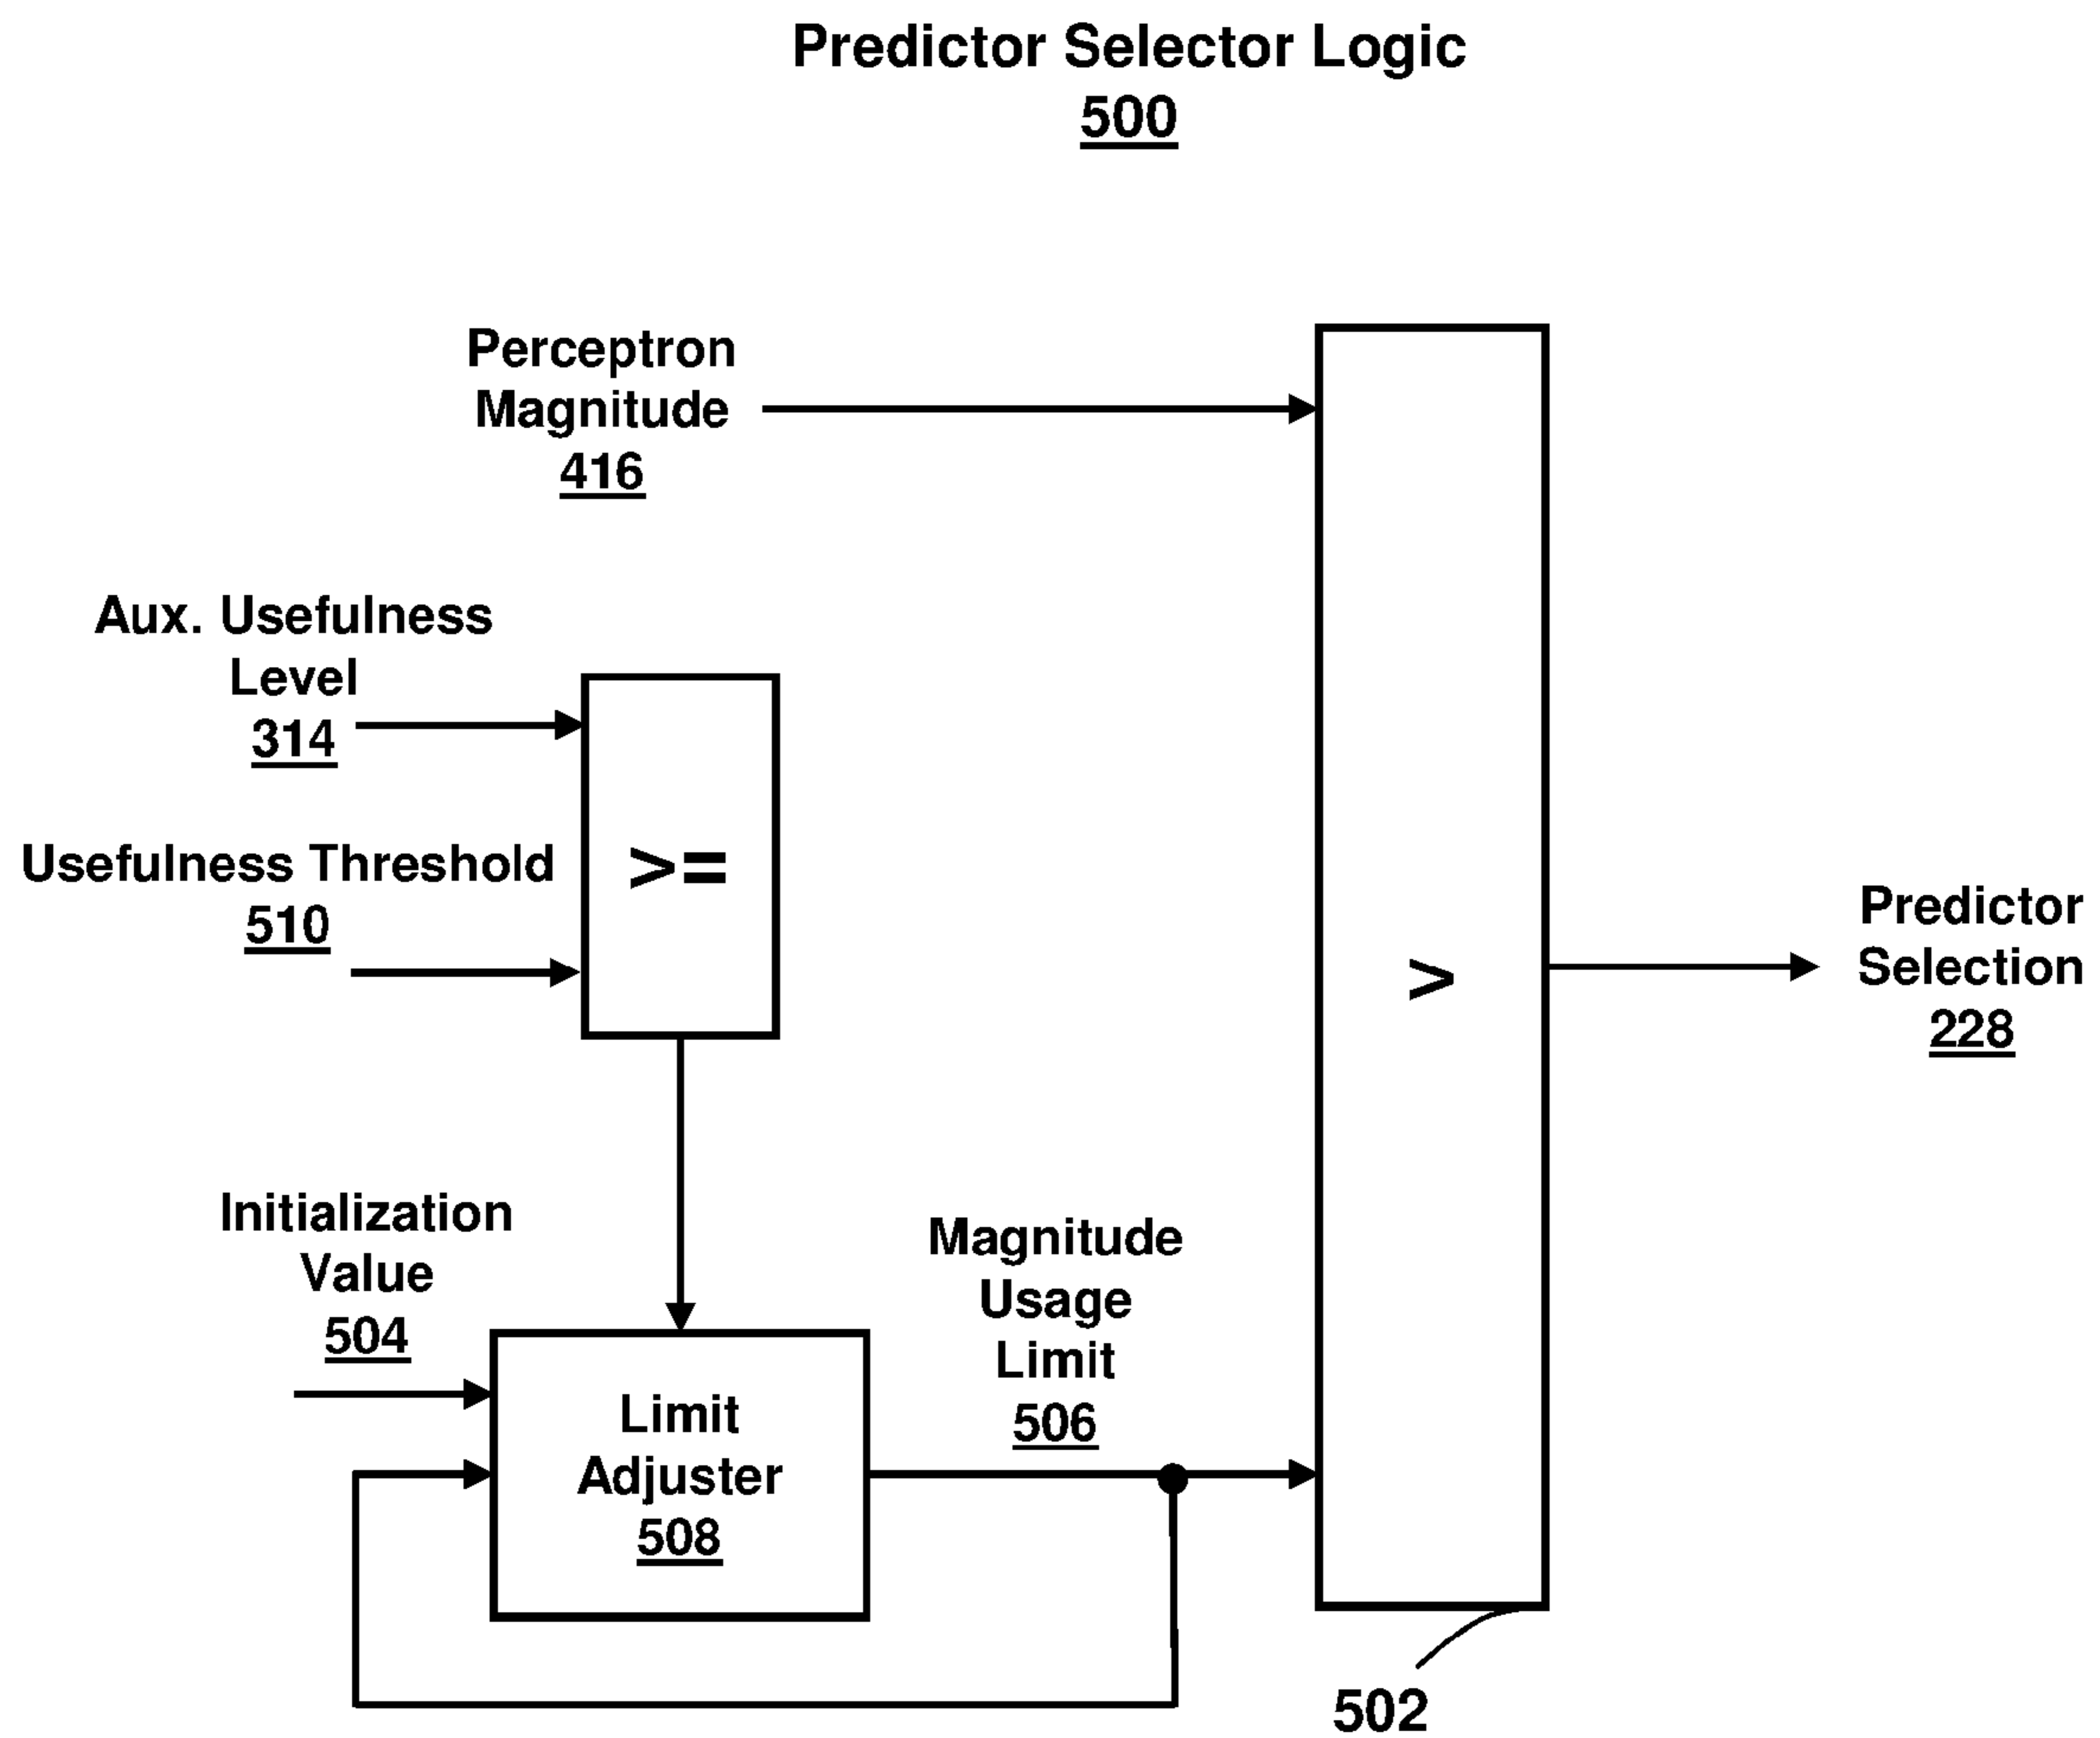 Predictor Selector Logic
500
Perceptron
Magnitude
416
Aux. Usefulness
Level
314
>=
Usefulness Threshold
510
>
Predictor
Selection
228
Initialization
Value
504
Magnitude
Usage
Limit
506
Limit
Adjuster
508
502